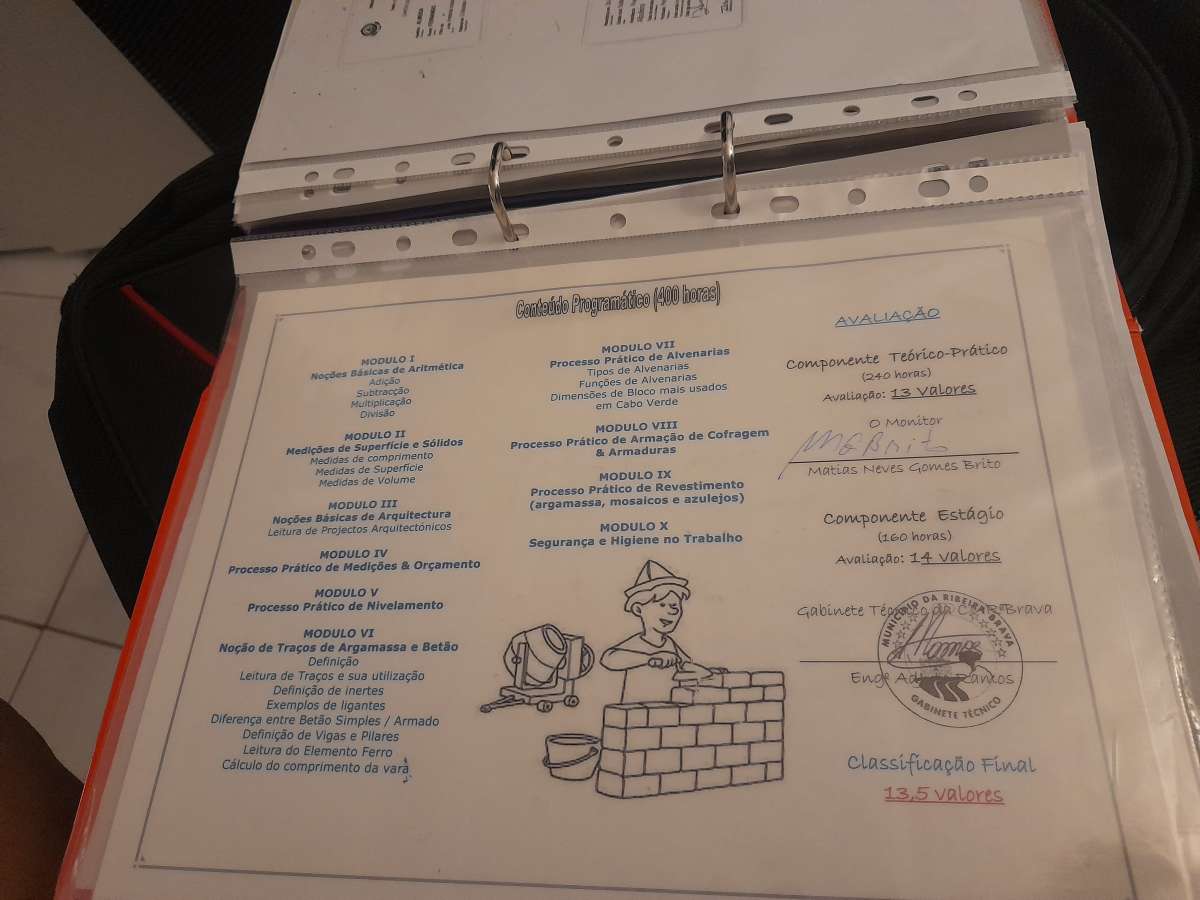 Conteúdo Programático (400 horas)
MODULO I
Noções Básicas de Aritmética
Adição
Subtracção
Multiplicação
Divisão
MODULO II
Medições de Superfície e Sólidos
Medidas de comprimento
Medidas de Superfície
Medidas de Volume
MODULO III
Noções Básicas de Arquitectura
Leitura de Projectos Arquitectónicos
MODULO IV
Processo Prático de Medições & Orçamento
MODULO V
Processo Prático de Nivelamento
MODULO VI
Noção de Traços de Argamassa e Betão
Definição
Leitura de Traços e sua utilização
Definição de inertes
Exemplos de ligantes
Diferença entre Betão Simples / Armado
Definição de Vigas e Pilares
Leitura do Elemento Ferro
Cálculo do comprimento da vara
MODULO VII
Processo Prático de Alvenarias
Tipos de Alvenarias
Funções de Alvenarias
Dimensões de Bloco mais usados
em Cabo Verde
MODULO VIII
Processo Prático de Armação de Cofragem
& Armaduras
MODULO IX
Processo Prático de Revestimento
(argamassa, mosaicos e azulejos)
MODULO X
Segurança e Higiene no Trabalho
AVALIAÇÃO
Componente Teórico-Prático
(240 horas)
Avaliação: 13 Valores
O Monitor
MGBrito
Matias Neves Gomes Brito
Componente Estágio
(160 horas)
Avaliação: 14 valores
Gabinete Técnico da Brava
MUNICÍPIO DA RIBEIRA BRAVA
Engº Ramos
GABINETE TÉCNICO
Classificação Final
13,5 valores